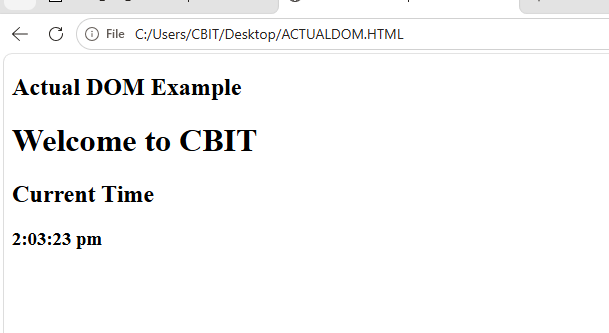 File C:/Users/CBIT/Desktop/ACTUALDOM.HTML
Actual DOM Example
Welcome to CBIT
Current Time
2:03:23 pm